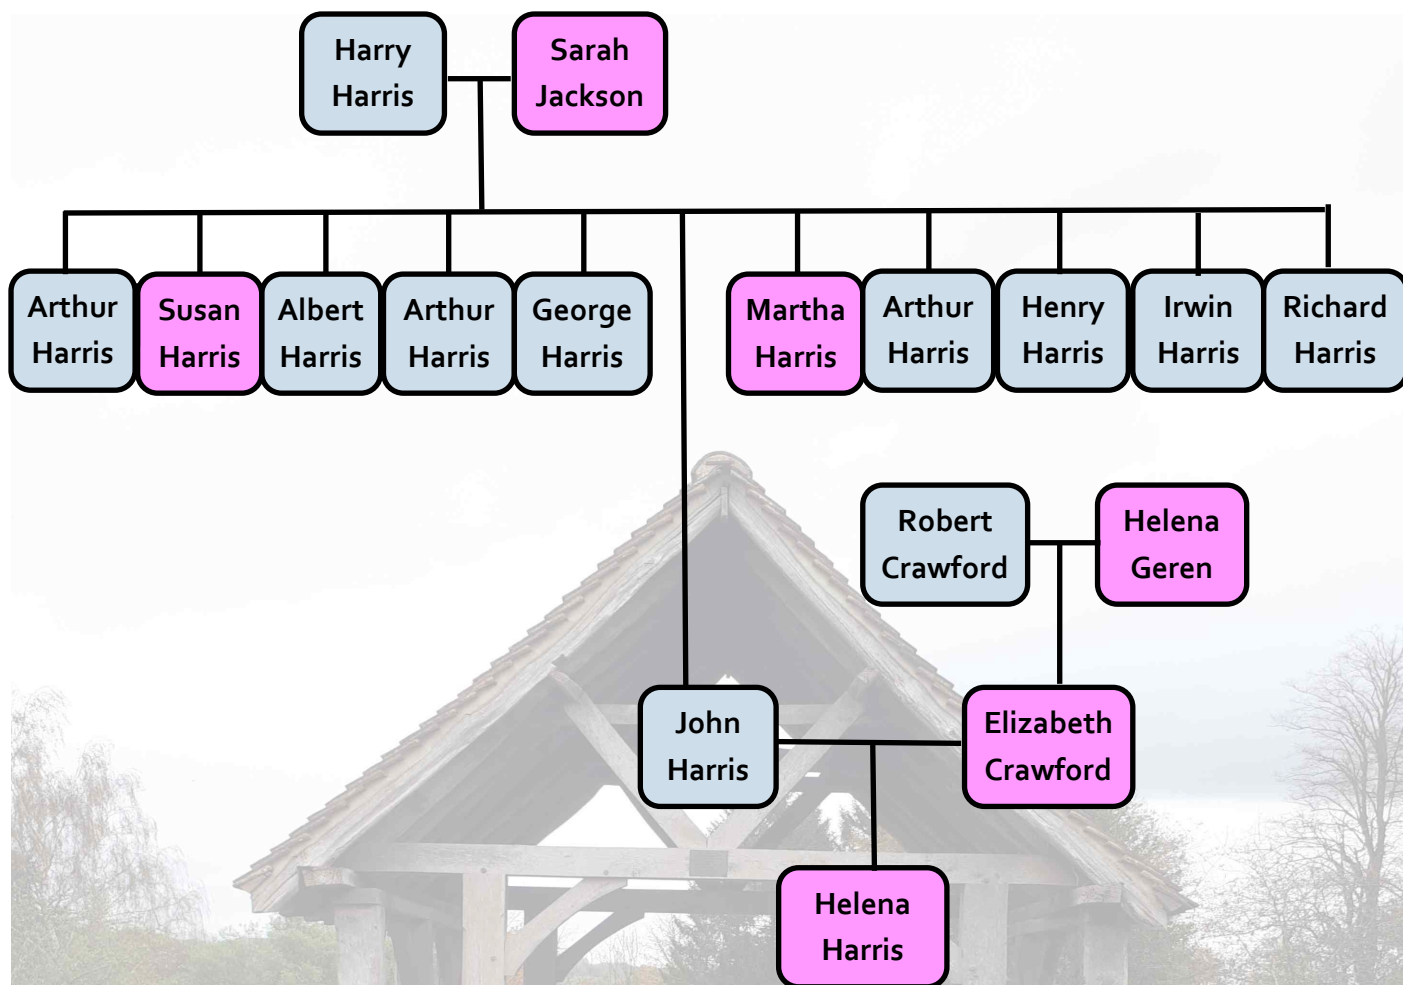 Harry
Harris
Sarah
Jackson
Arthur
Harris
Susan
Harris
Albert
Harris
Arthur
Harris
George
Harris
Martha
Harris
Arthur
Harris
Henry
Harris
Irwin
Harris
Richard
Harris
Robert
Crawford
Helena
Geren
John
Harris
Elizabeth
Crawford
Helena
Harris